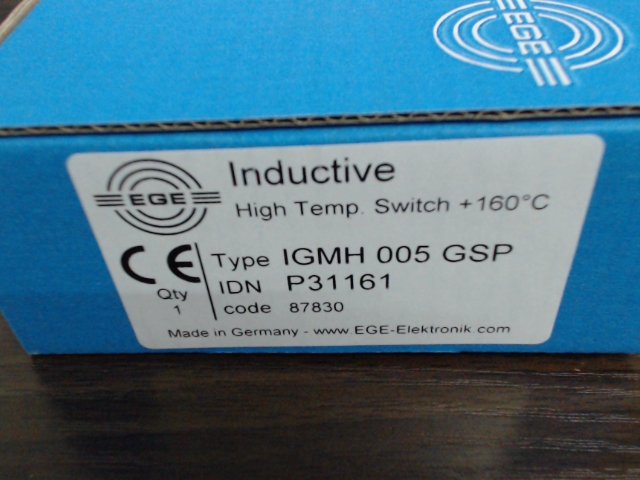 EGE
EGE
Inductive
High Temp. Switch +160°C
CE
Type IGMH 005 GSP
IDN P31161
Qty
1
code 87830
Made in Germany - www.EGE-Elektronik.com